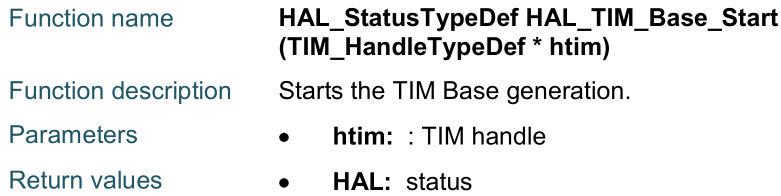 Function name HAL_StatusTypeDef HAL_TIM_Base_Start
(TIM_HandleTypeDef * htim)
Function description Starts the TIM Base generation.
Parameters • htim: : TIM handle
Return values • HAL: status